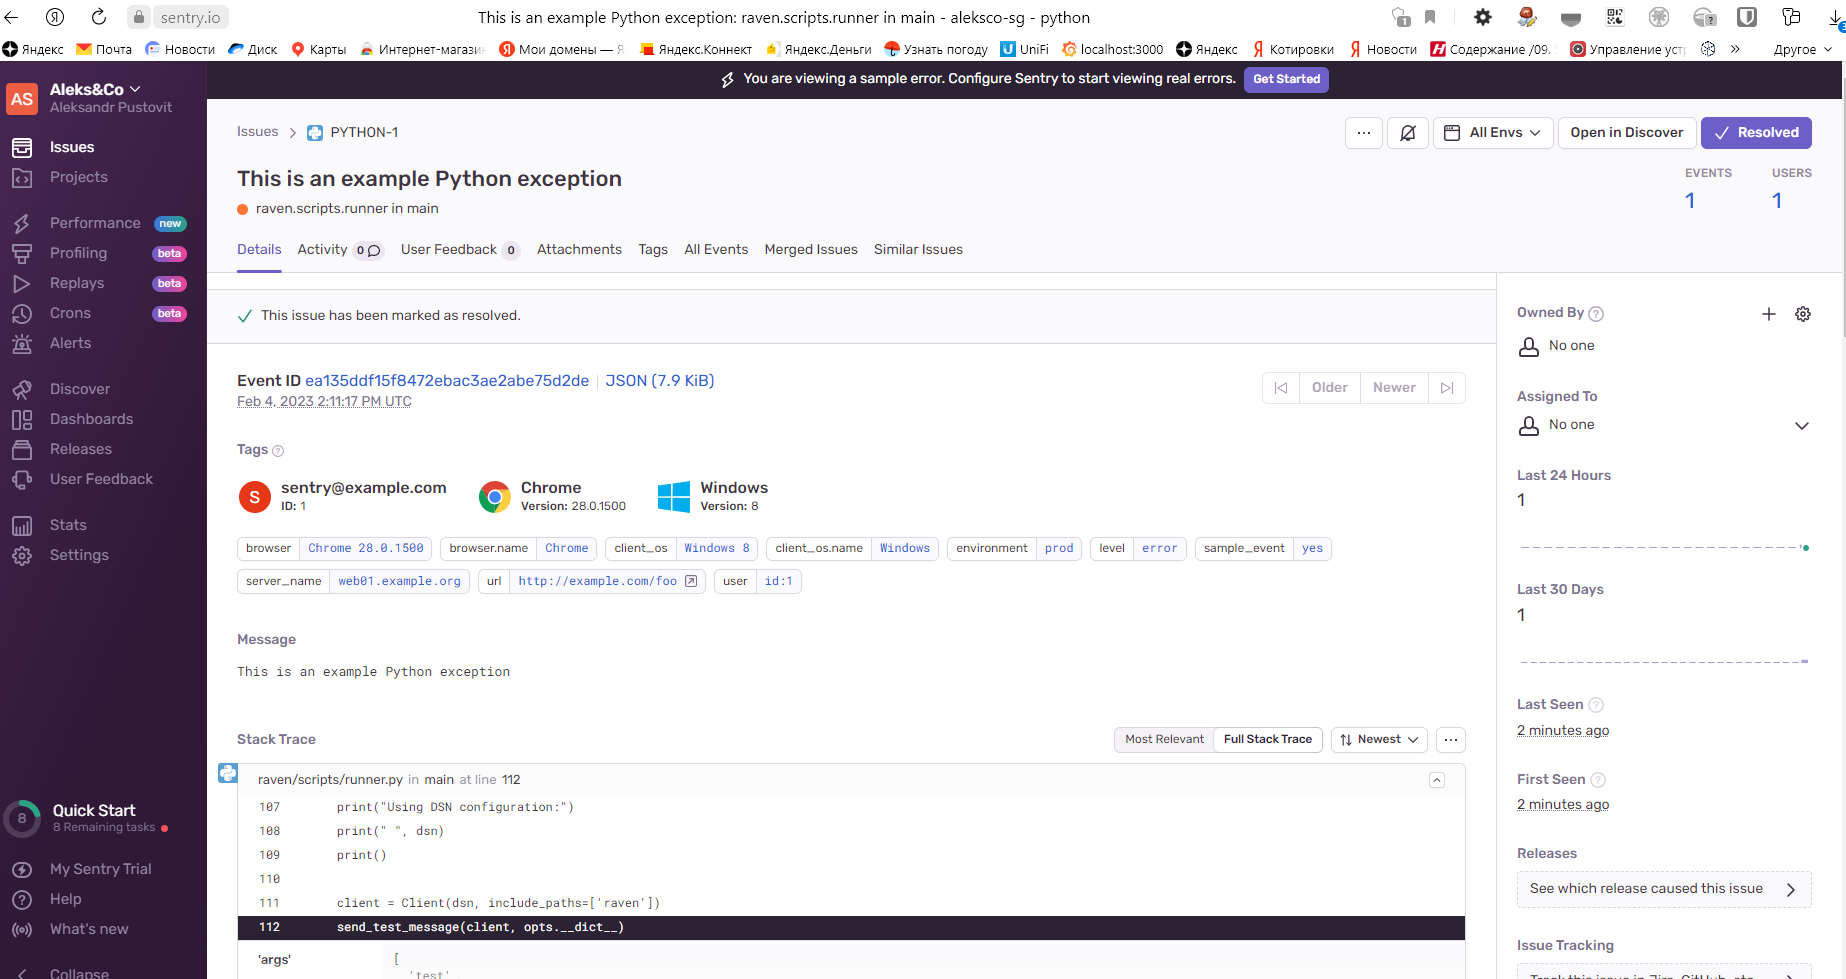 sentry.io
This is an example Python exception: raven.scripts.runner in main - aleksco-sg - python
Яндекс Почта Новости Диск Карты Интернет-магазин Мои домены — Я Яндекс.Коннект Яндекс.Деньги Узнать погоду UniFi localhost:3000 Яндекс Котировки Новости Содержание /09. Управление уст » Другое
AS
Aleks&Co
Aleksandr Pustovit
You are viewing a sample error. Configure Sentry to start viewing real errors. Get Started
Issues
Projects
Performance new
Profiling beta
Replays beta
Crons beta
Alerts
Discover
Dashboards
Releases
User Feedback
Stats
Settings
8
Quick Start
8 Remaining tasks
My Sentry Trial
Help
What's new
Collapse
Issues > PYTHON-1
... All Envs Open in Discover Resolved
This is an example Python exception
raven.scripts.runner in main
EVENTS USERS
1 1
Details Activity 0 User Feedback 0 Attachments Tags All Events Merged Issues Similar Issues
This issue has been marked as resolved.
Event ID ea135ddf15f8472ebac3ae2abe75d2de | JSON (7.9 KiB)
Feb 4, 2023 2:11:17 PM UTC
Older Newer
Tags ?
S sentry@example.com Chrome Windows
ID: 1 Version: 28.0.1500 Version: 8
browser Chrome 28.0.1500 browser.name Chrome client_os Windows 8 client_os.name Windows environment prod level error sample_event yes
server_name web01.example.org url http://example.com/foo user id:1
Message
This is an example Python exception
Stack Trace Most Relevant Full Stack Trace Newest ...
raven/scripts/runner.py in main at line 112
107 print("Using DSN configuration:")
108 print(" ", dsn)
109 print()
110
111 client = Client(dsn, include_paths=['raven'])
112 send_test_message(client, opts.__dict__)
'args' [
'test'
Owned By ?
No one
Assigned To
No one
Last 24 Hours
1
Last 30 Days
1
Last Seen ?
2 minutes ago
First Seen ?
2 minutes ago
Releases
See which release caused this issue
Issue Tracking
Track this issue in Jira, GitHub, etc.